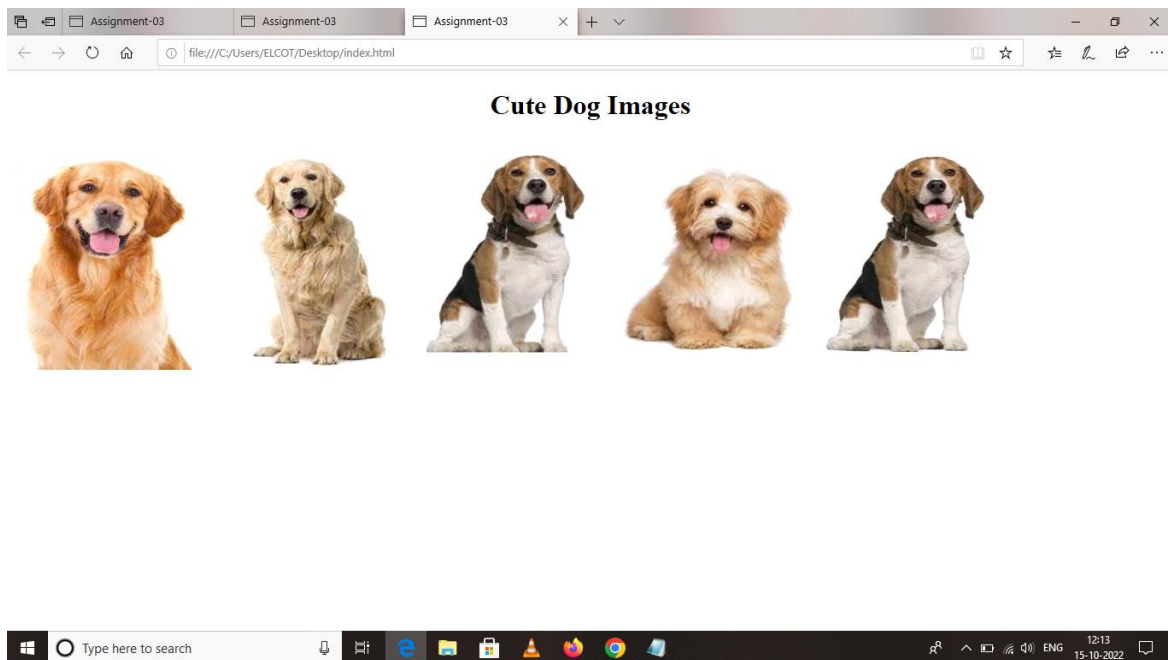 Assignment-03
Assignment-03
Assignment-03
file:///C:/Users/ELCOT/Desktop/index.html
Cute Dog Images
Type here to search
ENG
12:13
15-10-2022